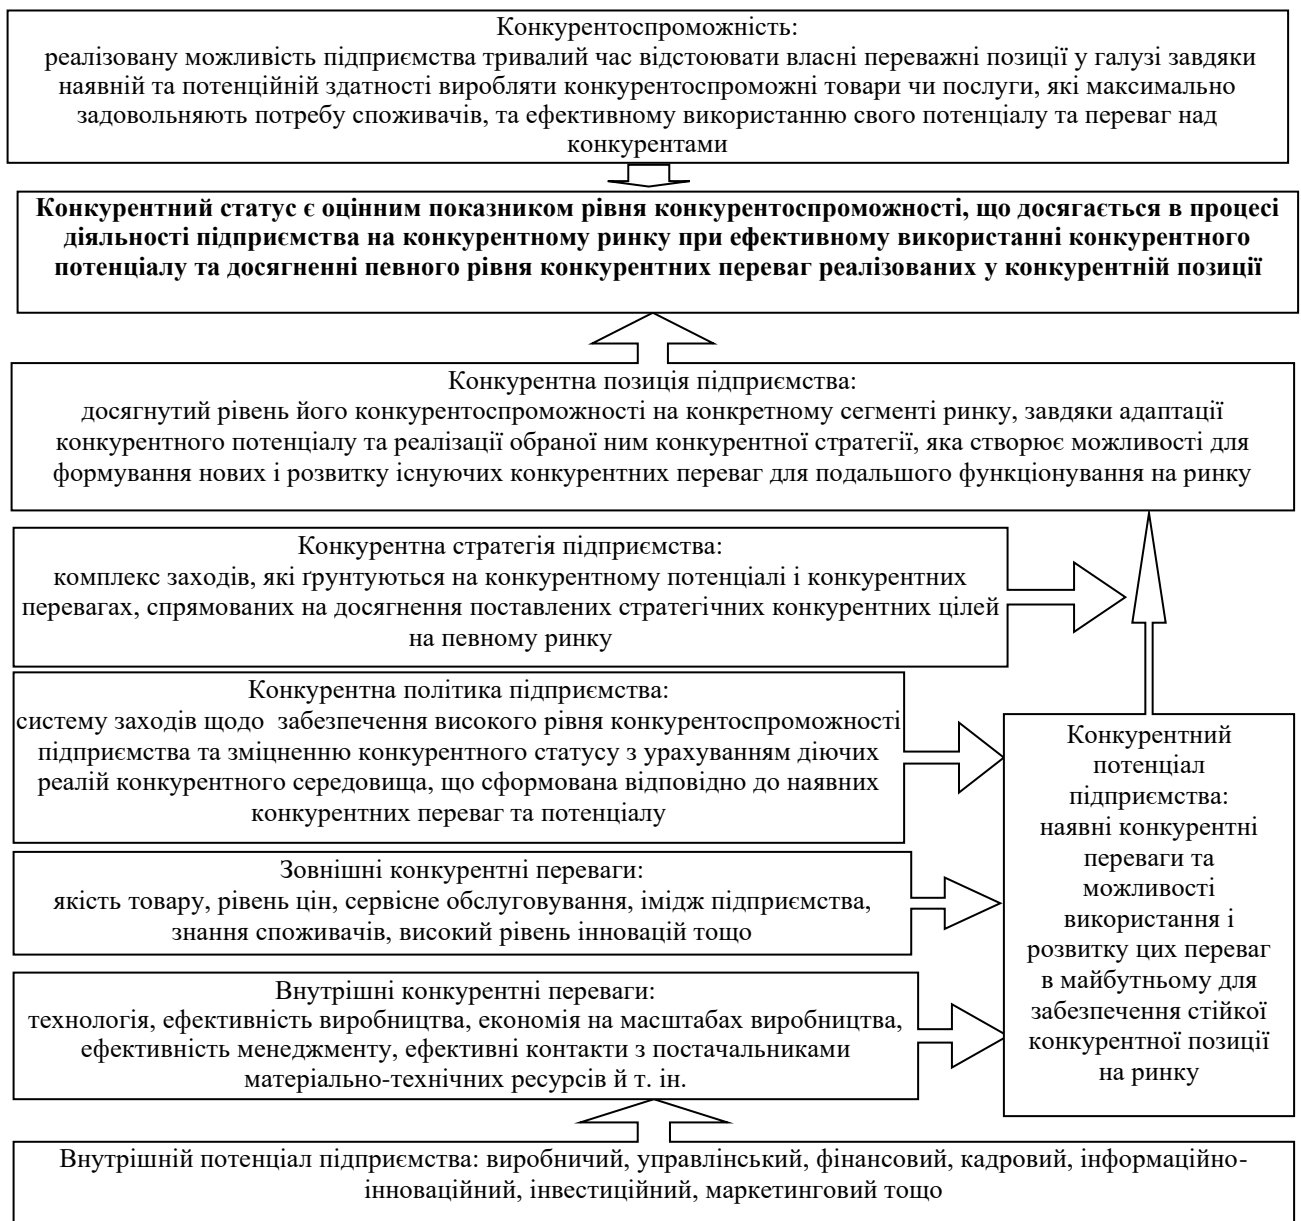 Конкурентоспроможність:
реалізовану можливість підприємства тривалий час відстоювати власні переважні позиції у галузі завдяки
наявній та потенційній здатності виробляти конкурентоспроможні товари чи послуги, які максимально
задовольняють потребу споживачів, та ефективному використанню свого потенціалу та переваг над
конкурентами
Конкурентний статус є оцінним показником рівня конкурентоспроможності, що досягається в процесі
діяльності підприємства на конкурентному ринку при ефективному використанні конкурентного
потенціалу та досягненні певного рівня конкурентних переваг реалізованих у конкурентній позиції
Конкурентна позиція підприємства:
досягнутий рівень його конкурентоспроможності на конкретному сегменті ринку, завдяки адаптації
конкурентного потенціалу та реалізації обраної ним конкурентної стратегії, яка створює можливості для
формування нових і розвитку існуючих конкурентних переваг для подальшого функціонування на ринку
Конкурентна стратегія підприємства:
комплекс заходів, які ґрунтуються на конкурентному потенціалі і конкурентних
перевагах, спрямованих на досягнення поставлених стратегічних конкурентних цілей
на певному ринку
Конкурентна політика підприємства:
систему заходів щодо  забезпечення високого рівня конкурентоспроможності
підприємства та зміцненню конкурентного статусу з урахуванням діючих
реалій конкурентного середовища, що сформована відповідно до наявних
конкурентних переваг та потенціалу
Зовнішні конкурентні переваги:
якість товару, рівень цін, сервісне обслуговування, імідж підприємства,
знання споживачів, високий рівень інновацій тощо
Внутрішні конкурентні переваги:
технологія, ефективність виробництва, економія на масштабах виробництва,
ефективність менеджменту, ефективні контакти з постачальниками
матеріально-технічних ресурсів й т. ін.
Конкурентний
потенціал
підприємства:
наявні конкурентні
переваги та
можливості
використання і
розвитку цих переваг
в майбутньому для
забезпечення стійкої
конкурентної позиції
на ринку
Внутрішній потенціал підприємства: виробничий, управлінський, фінансовий, кадровий, інформаційно-
інноваційний, інвестиційний, маркетинговий тощо